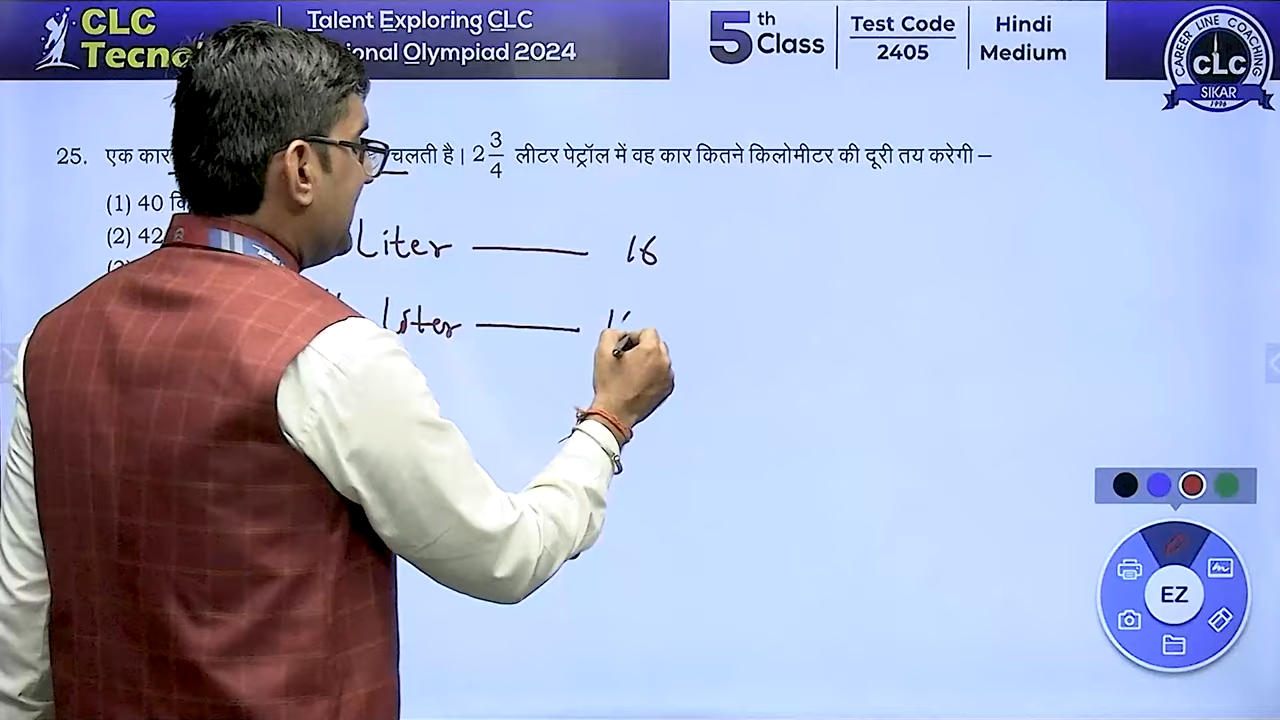 CLC
Tecno
Talent Exploring CLC
ional Olympiad 2024
5th Class
Test Code
2405
Hindi
Medium
CAREER LINE COACHING
CLC
SIKAR
1996
25. एक कार चलती है। 2 3/4 लीटर पेट्रॉल में वह कार कितने किलोमीटर की दूरी तय करेगी –
(1) 40 कि
(2) 42
Liter —— 16
liter ——
EZ